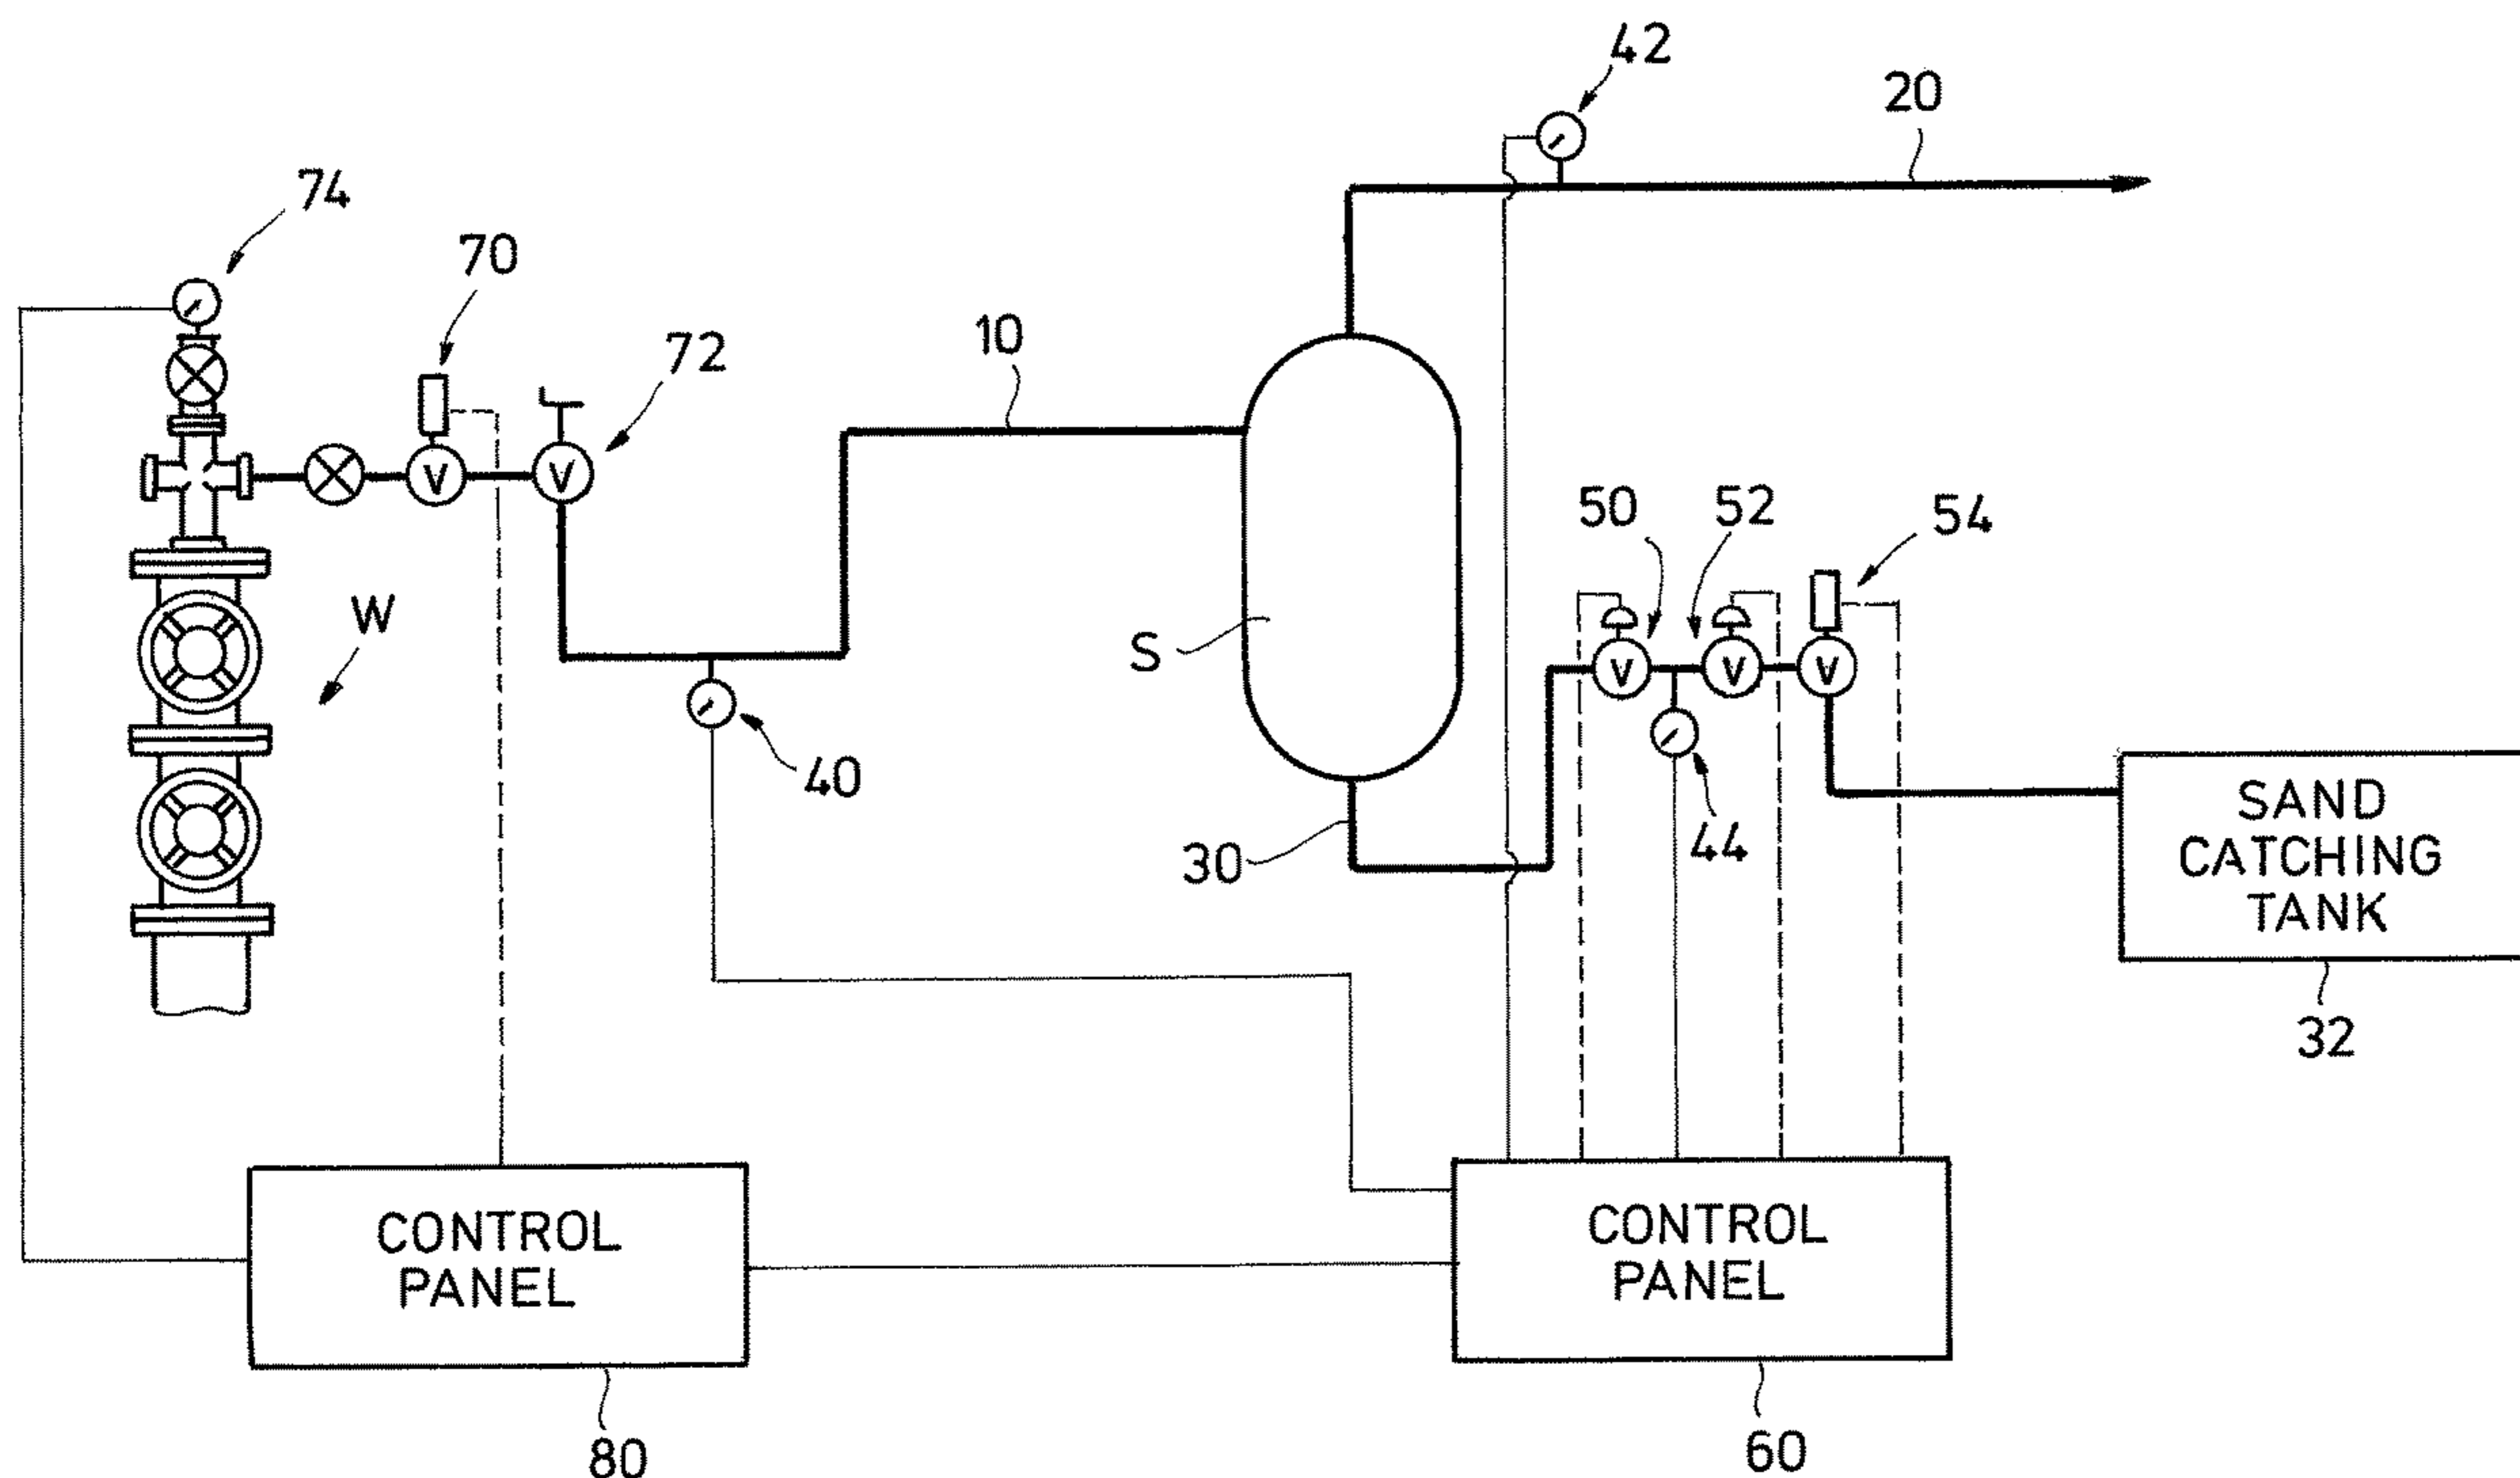 42
20
74
70
72
10
50
52
54
V
V
W
S
V
V
V
40
44
30
SAND
CATCHING
TANK
32
CONTROL
PANEL
CONTROL
PANEL
80
60